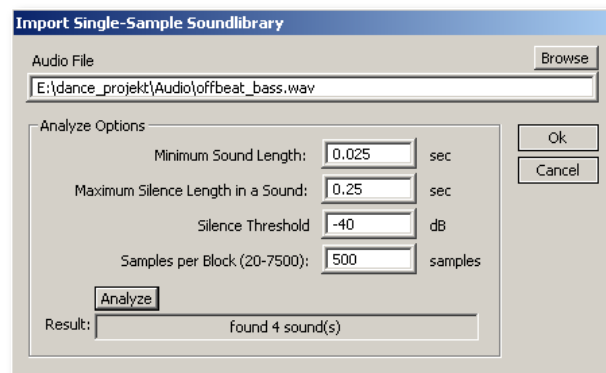 Import Single-Sample Soundlibrary
Audio File
Browse
E:\dance_projekt\Audio\offbeat_bass.wav
Analyze Options
Ok
Cancel
Minimum Sound Length: 0.025 sec
Maximum Silence Length in a Sound: 0.25 sec
Silence Threshold -40 dB
Samples per Block (20-7500): 500 samples
Analyze
Result: found 4 sound(s)